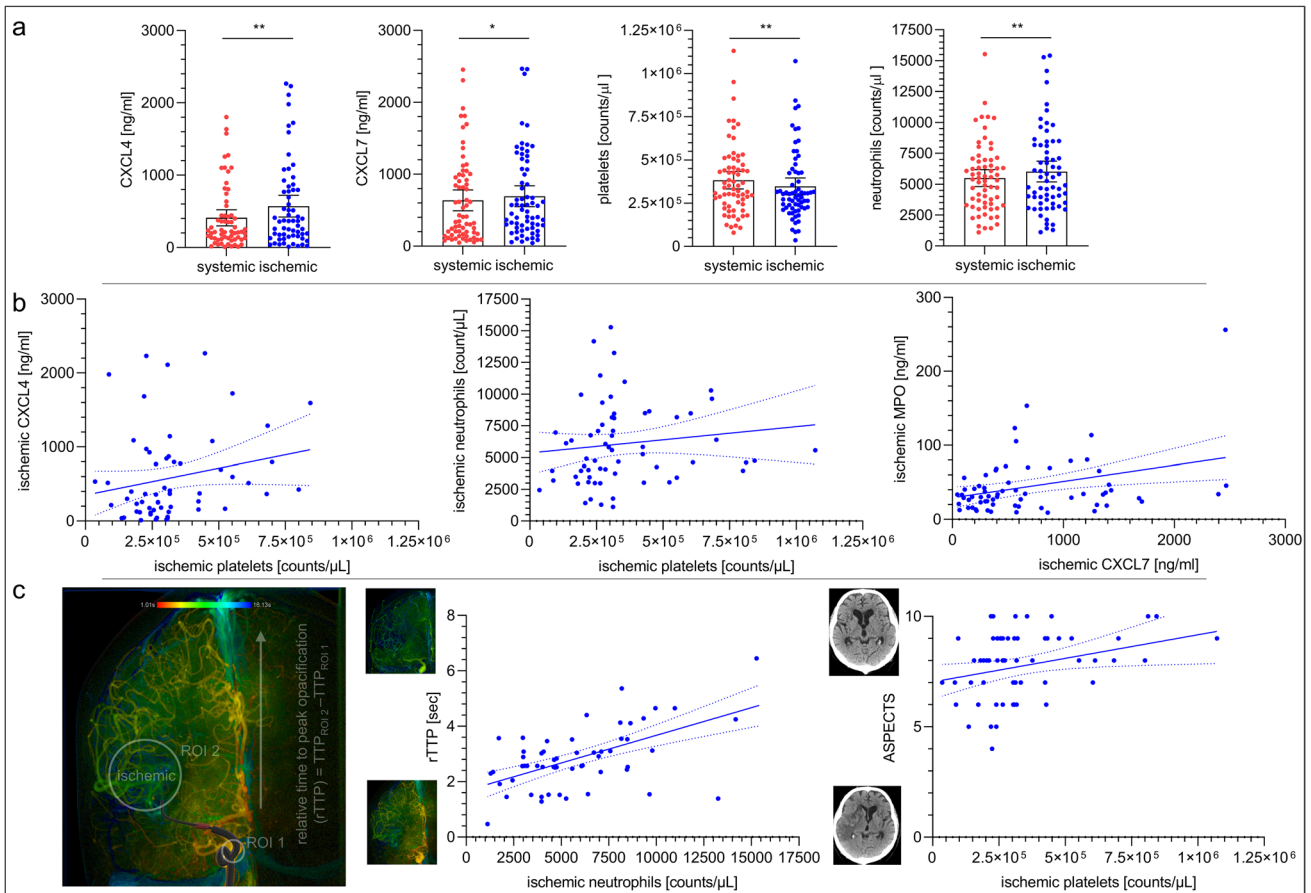 a
**
*
**
**
3000
2000
1000
0
CXCL4 [ng/ml]
systemic ischemic
3000
2000
1000
0
CXCL7 [ng/ml]
systemic ischemic
1.25×10⁶
1×10⁶
7.5×10⁵
5×10⁵
2.5×10⁵
0
platelets [counts/µl]
systemic ischemic
17500
15000
12500
10000
7500
5000
2500
0
neutrophils [counts/µl]
systemic ischemic
b
3000
2000
1000
0
ischemic CXCL4 [ng/ml]
0 2.5×10⁵ 5×10⁵ 7.5×10⁵ 1×10⁶ 1.25×10⁶
ischemic platelets [counts/µL]
17500
15000
12500
10000
7500
5000
2500
0
ischemic neutrophils [count/µL]
0 2.5×10⁵ 5×10⁵ 7.5×10⁵ 1×10⁶ 1.25×10⁶
ischemic platelets [counts/µL]
300
200
100
0
ischemic MPO [ng/ml]
0 1000 2000 3000
ischemic CXCL7 [ng/ml]
c
1.01s 16.13s
ROI 2
ischemic
ROI 1
relative time to peak opacification
(rTTP) = TTP ROI 2 – TTP ROI 1
8
6
4
2
0
rTTP [sec]
0 2500 5000 7500 10000 12500 15000 17500
ischemic neutrophils [counts/µL]
10
5
0
ASPECTS
0 2.5×10⁵ 5×10⁵ 7.5×10⁵ 1×10⁶ 1.25×10⁶
ischemic platelets [counts/µL]